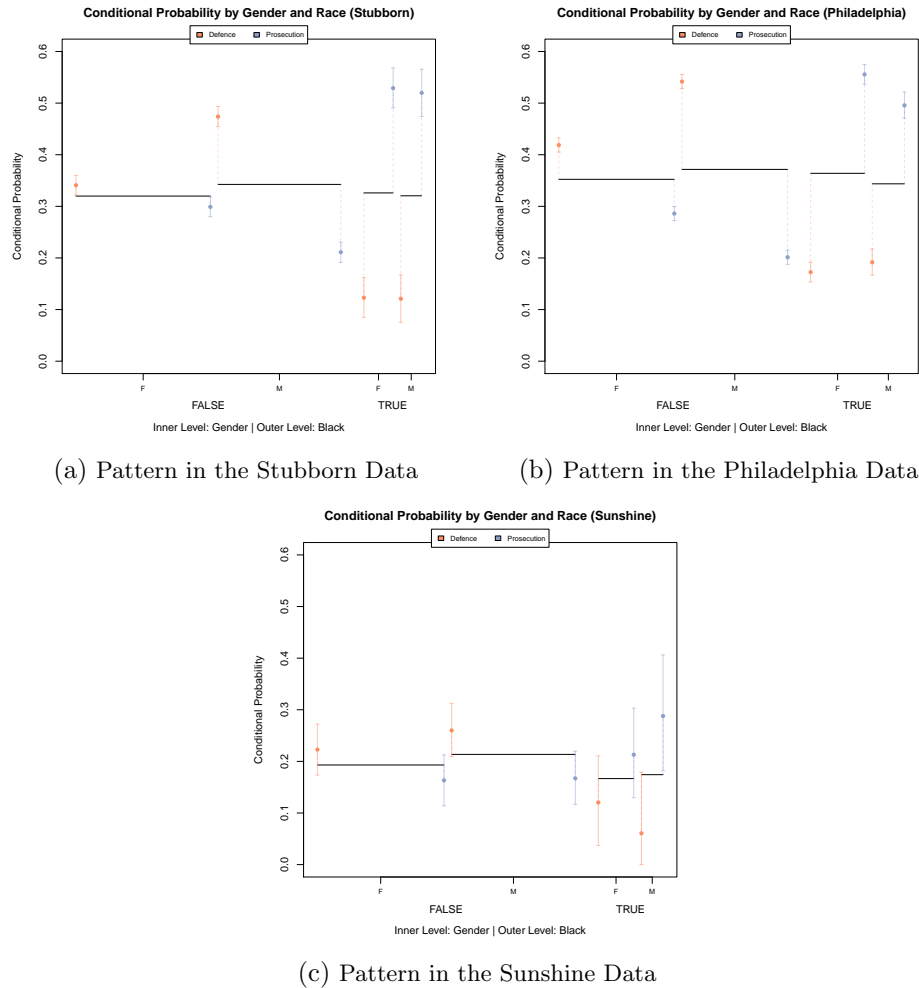 Conditional Probability by Gender and Race (Stubborn)
Defence Prosecution
Conditional Probability
0.6
0.5
0.4
0.3
0.2
0.1
0.0
F M F M
FALSE TRUE
Inner Level: Gender | Outer Level: Black
(a) Pattern in the Stubborn Data
Conditional Probability by Gender and Race (Philadelphia)
Defence Prosecution
Conditional Probability
0.6
0.5
0.4
0.3
0.2
0.1
0.0
F M F M
FALSE TRUE
Inner Level: Gender | Outer Level: Black
(b) Pattern in the Philadelphia Data
Conditional Probability by Gender and Race (Sunshine)
Defence Prosecution
Conditional Probability
0.6
0.5
0.4
0.3
0.2
0.1
0.0
F M F M
FALSE TRUE
Inner Level: Gender | Outer Level: Black
(c) Pattern in the Sunshine Data